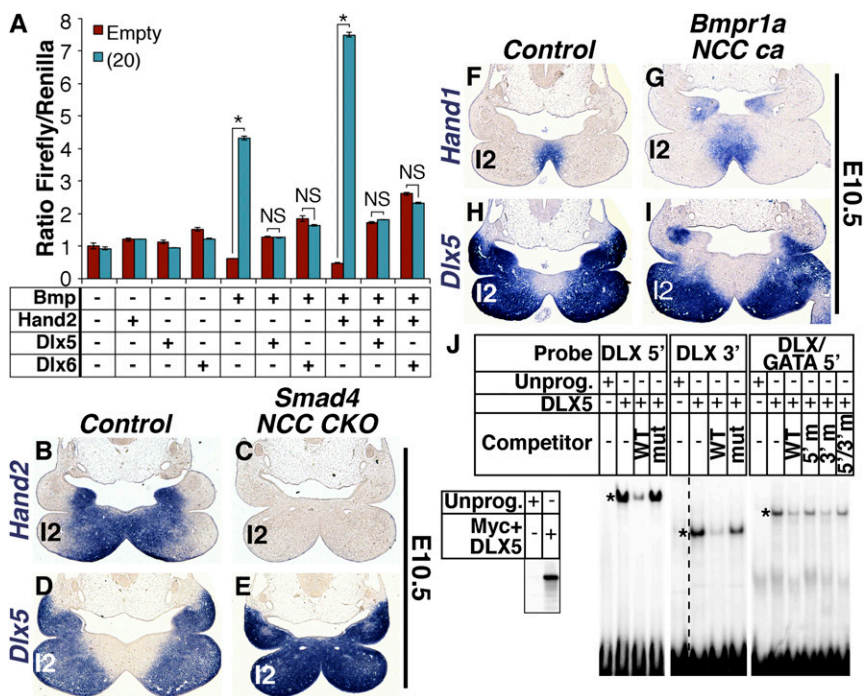 A
Ratio Firefly/Renilla
8
7
6
5
4
3
2
1
0
Empty
(20)
*
NS
NS
*
NS
NS
Bmp - - - - + + + + + +
Hand2 - + - - - - - + + +
Dlx5 - - + - - + - - + -
Dlx6 - - - + - - + - - +
Control
Smad4
NCC CKO
Hand2
B
I2
C
Dlx5
D
I2
E
I2
E10.5
Control
Bmpr1a
NCC ca
Hand1
F
I2
G
I2
Dlx5
H
I2
I
I2
E10.5
J
Probe DLX 5' DLX 3' DLX/GATA 5'
Unprog. + - - - + - - - + - - - - -
DLX5 - + + + - + + + - + + + + +
Competitor - - WT mut - - WT mut - - WT 5' m 3' m 5'/3' m
*
*
*
Unprog. + -
Myc+ DLX5 - +